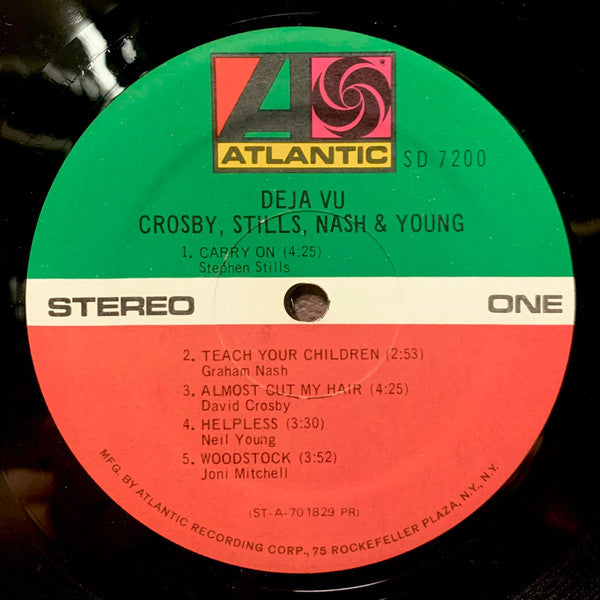 ATLANTIC
SD 7200
DEJA VU
CROSBY, STILLS, NASH & YOUNG
1. CARRY ON (4:25)
Stephen Stills
STEREO
ONE
2. TEACH YOUR CHILDREN (2:53)
Graham Nash
3. ALMOST CUT MY HAIR (4:25)
David Crosby
4. HELPLESS (3:30)
Neil Young
5. WOODSTOCK (3:52)
Joni Mitchell
(ST-A-701829 PR)
MFG. BY ATLANTIC RECORDING CORP., 75 ROCKEFELLER PLAZA, N.Y., N.Y.